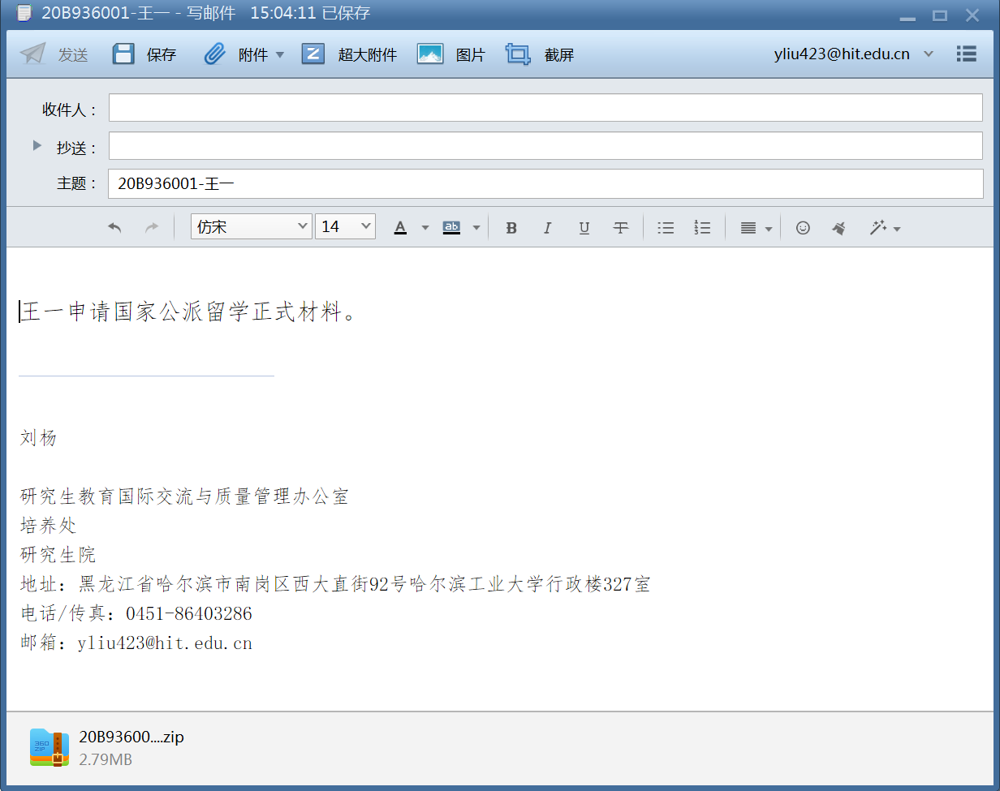 20B936001-王一 - 写邮件 15:04:11 已保存
发送 保存 附件 超大附件 图片 截屏 yliu423@hit.edu.cn
收件人：
抄送：
主题： 20B936001-王一
仿宋 14 A ab B I U T
王一申请国家公派留学正式材料。
刘杨
研究生教育国际交流与质量管理办公室
培养处
研究生院
地址：黑龙江省哈尔滨市南岗区西大直街92号哈尔滨工业大学行政楼327室
电话/传真：0451-86403286
邮箱：yliu423@hit.edu.cn
360
ZIP
20B93600....zip
2.79MB